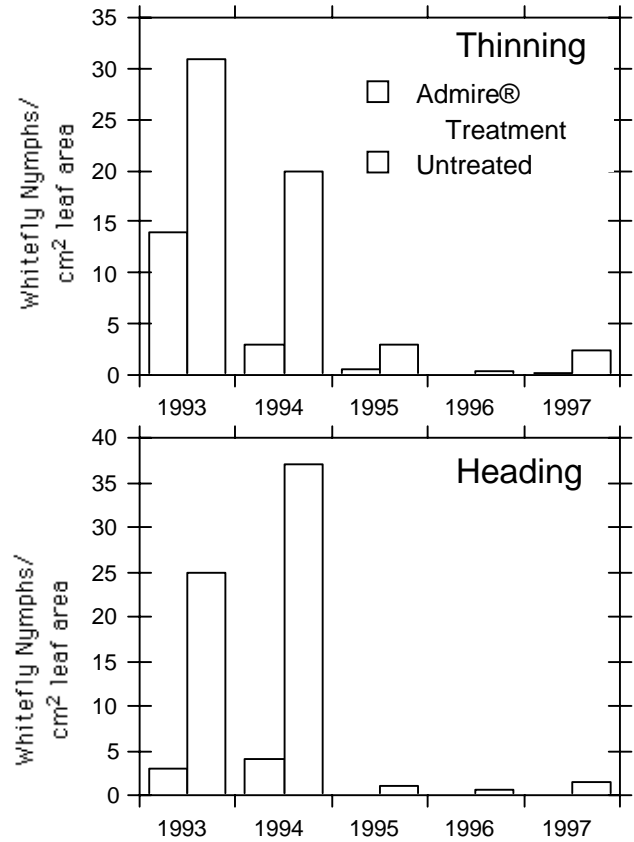 Thinning
Admire®
Treatment
Untreated
Whitefly Nymphs/
cm² leaf area
35
30
25
20
15
10
5
0
1993 1994 1995 1996 1997
Heading
Whitefly Nymphs/
cm² leaf area
40
35
30
25
20
15
10
5
0
1993 1994 1995 1996 1997